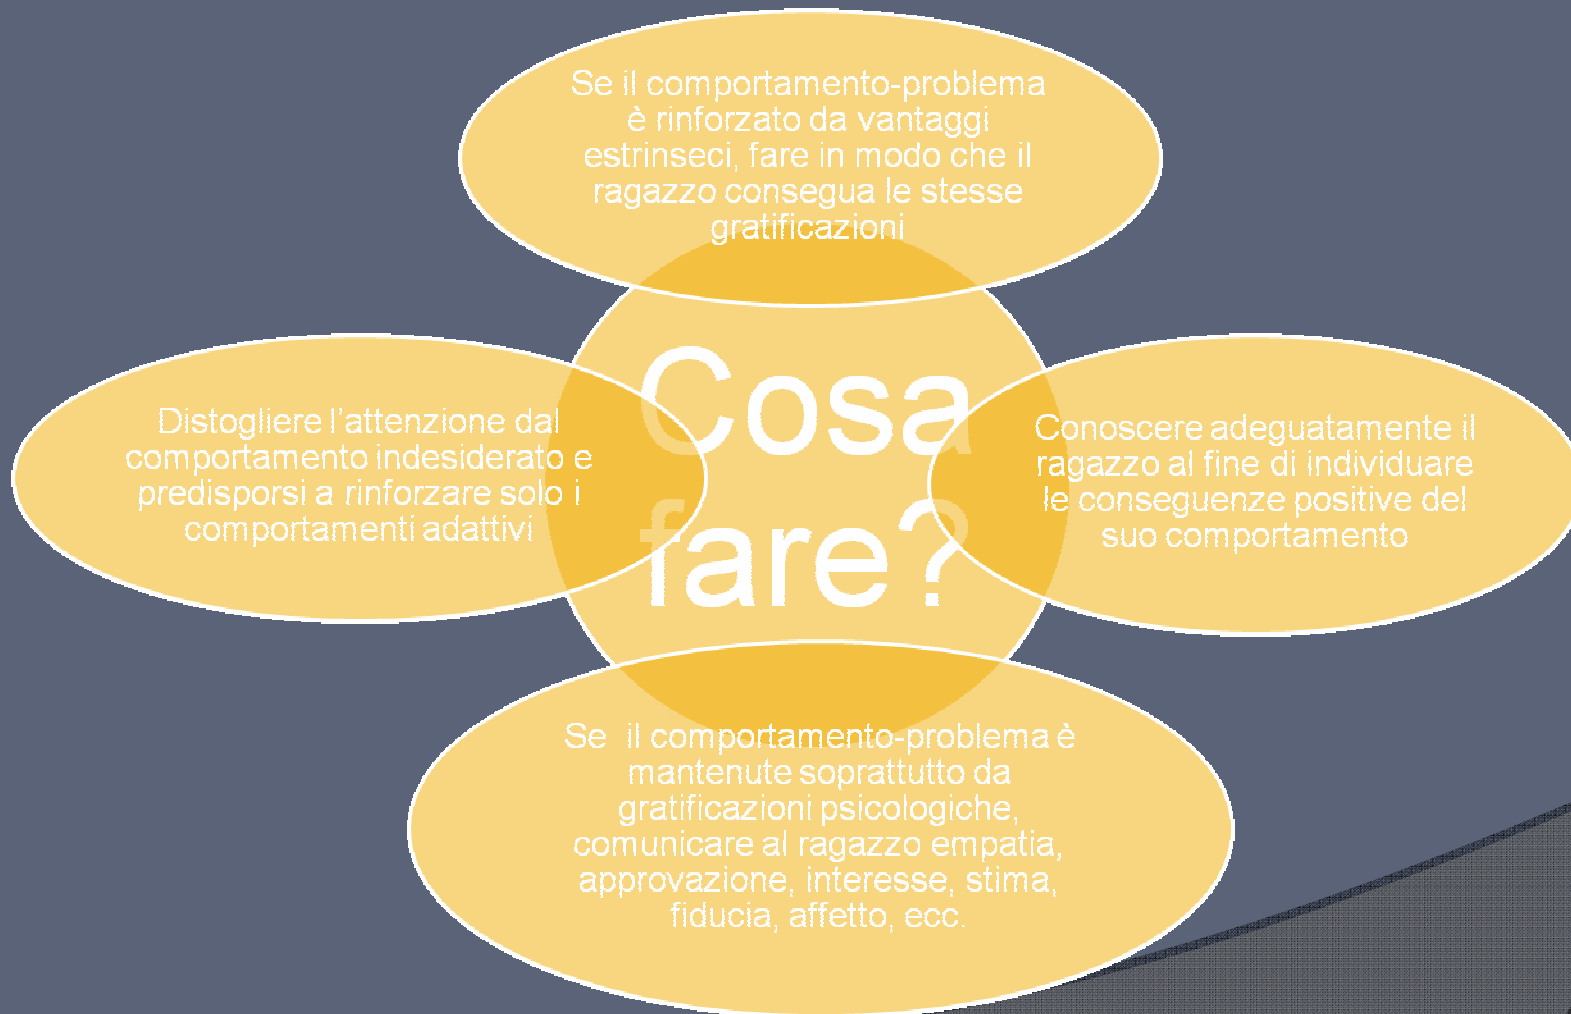 Se il comportamento-problema
è rinforzato da vantaggi
estrinseci, fare in modo che il
ragazzo consegua le stesse
gratificazioni
Cosa
fare?
Distogliere l'attenzione dal
comportamento indesiderato e
predisporsi a rinforzare solo i
comportamenti adattivi
Conoscere adeguatamente il
ragazzo al fine di individuare
le conseguenze positive del
suo comportamento
Se il comportamento-problema è
mantenute soprattutto da
gratificazioni psicologiche,
comunicare al ragazzo empatia,
approvazione, interesse, stima,
fiducia, affetto, ecc.